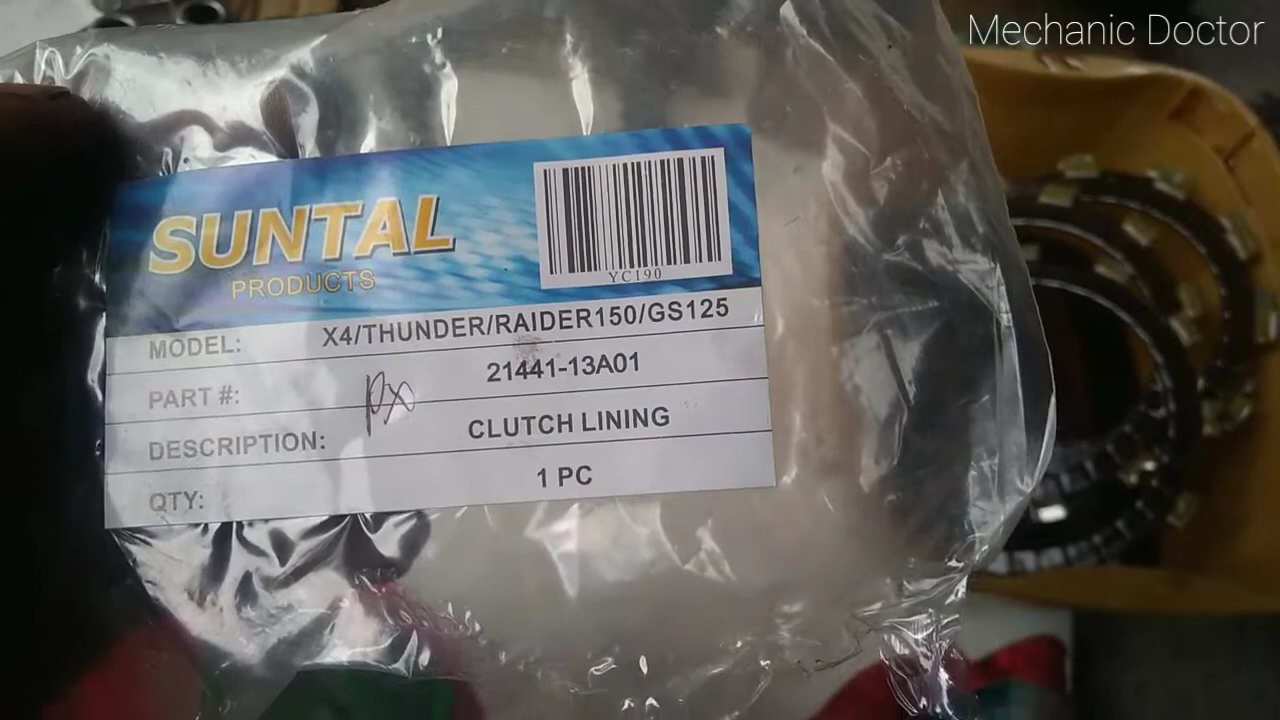 Mechanic Doctor
SUNTAL
PRODUCTS
YC190
MODEL: X4/THUNDER/RAIDER150/GS125
PART #: 21441-13A01
px
DESCRIPTION: CLUTCH LINING
QTY: 1 PC